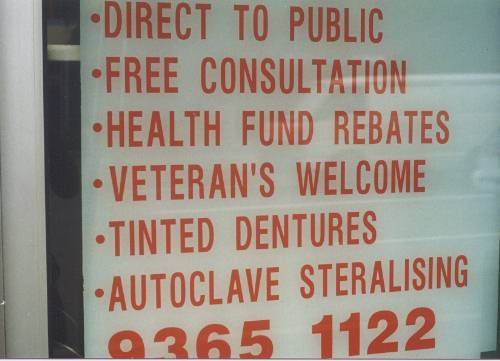 •DIRECT TO PUBLIC
•FREE CONSULTATION
•HEALTH FUND REBATES
•VETERAN'S WELCOME
•TINTED DENTURES
•AUTOCLAVE STERALISING
9365 1122